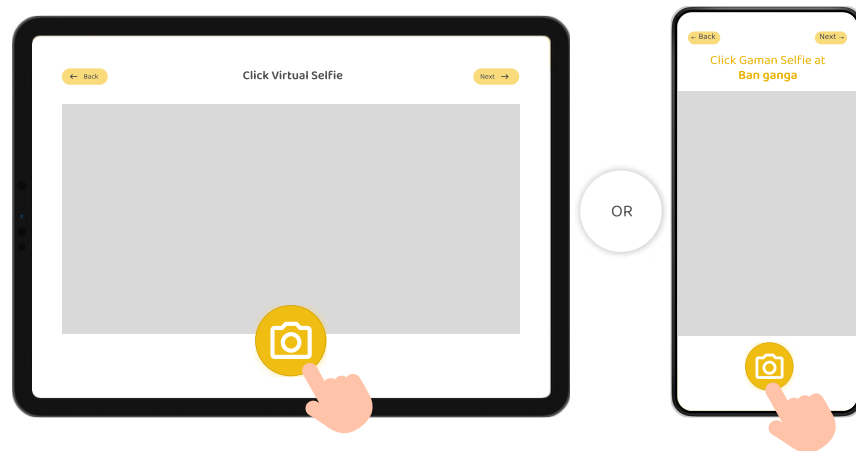 ← Back
Click Virtual Selfie
Next →
OR
← Back
Next →
Click Gaman Selfie at
Ban ganga